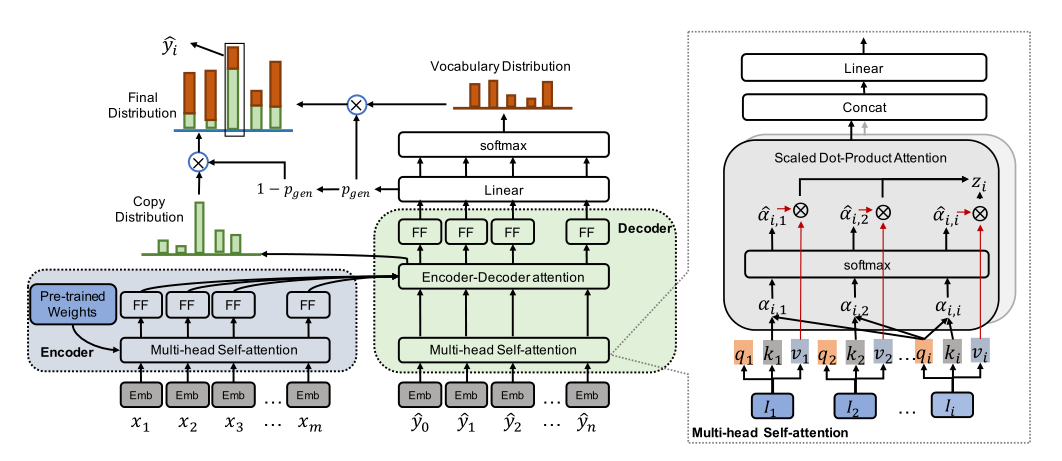 ŷᵢ
Final
Distribution
Vocabulary Distribution
softmax
1 − p_gen
p_gen
Linear
Copy
Distribution
FF FF FF FF
Decoder
Encoder-Decoder attention
Pre-trained
Weights
FF FF FF FF
Encoder
Multi-head Self-attention
Multi-head Self-attention
Emb Emb Emb ... Emb
Emb Emb Emb ... Emb
x₁ x₂ x₃ ... xₘ
ŷ₀ ŷ₁ ŷ₂ ... ŷₙ
Linear
Concat
Scaled Dot-Product Attention
zᵢ
α̂ᵢ,₁ α̂ᵢ,₂ α̂ᵢ,ᵢ
softmax
αᵢ,₁ αᵢ,₂ αᵢ,ᵢ
q₁ k₁ v₁ q₂ k₂ v₂ ... qᵢ kᵢ vᵢ
I₁ I₂ ... Iᵢ
Multi-head Self-attention